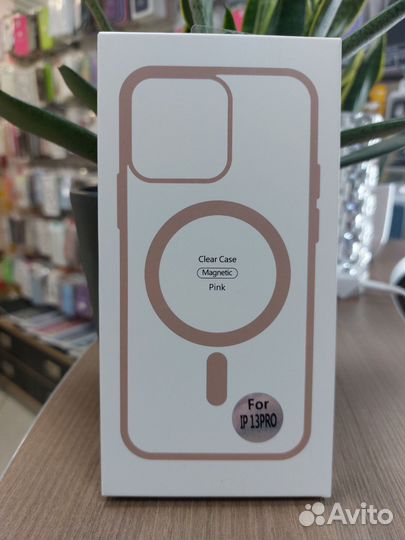 Clear Case
Magnetic
Pink
For
IP 13PRO
Avito